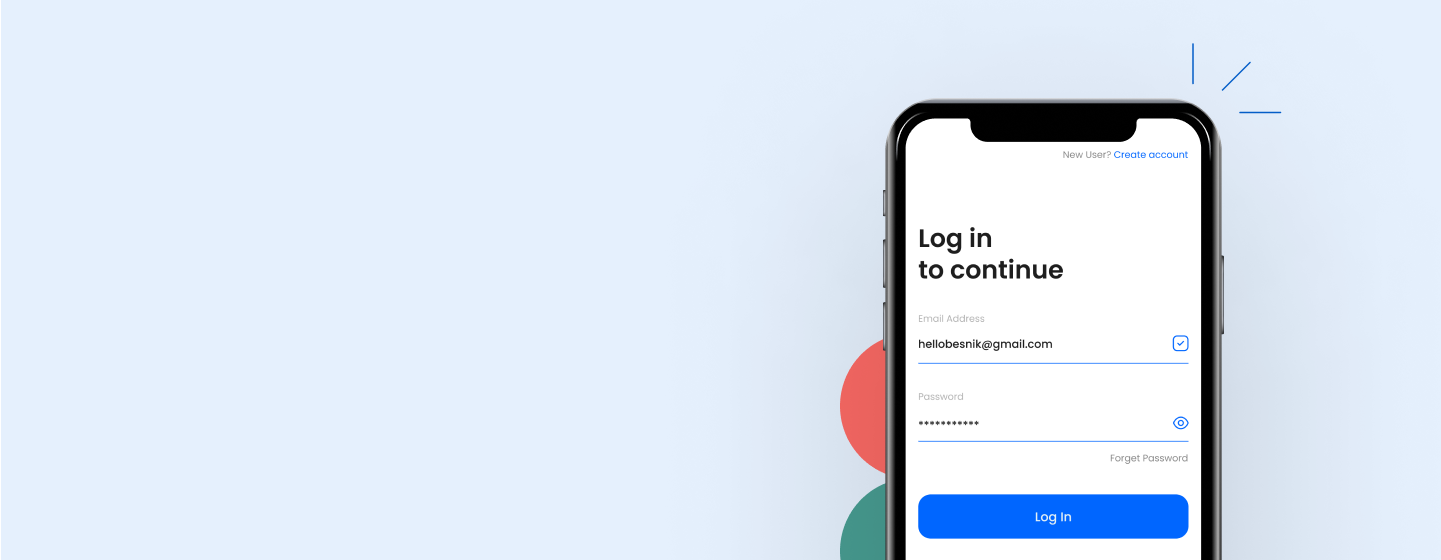 New User? Create account
Log in
to continue
Email Address
hellobesnik@gmail.com
Password
***********
Forget Password
Log In